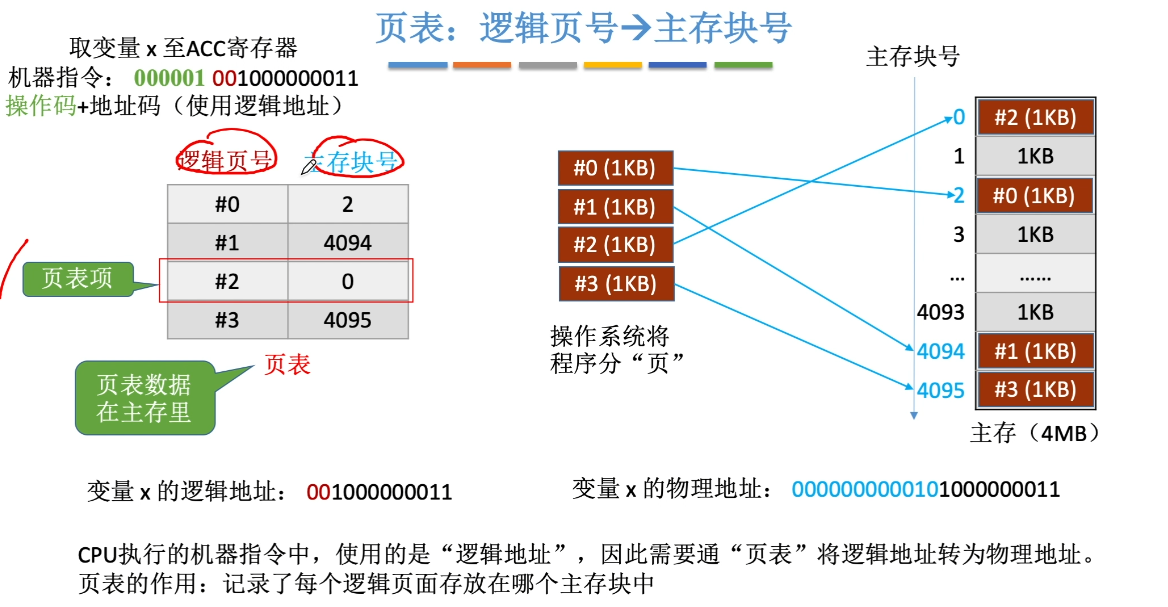 页表：逻辑页号→主存块号
取变量 x 至ACC寄存器
机器指令： 000001 001000000011
操作码+地址码（使用逻辑地址）
逻辑页号 主存块号
#0 2
#1 4094
#2 0
#3 4095
页表项
页表
页表数据
在主存里
#0 (1KB)
#1 (1KB)
#2 (1KB)
#3 (1KB)
操作系统将
程序分“页”
主存块号
0 #2 (1KB)
1 1KB
2 #0 (1KB)
3 1KB
... ......
4093 1KB
4094 #1 (1KB)
4095 #3 (1KB)
主存（4MB）
变量 x 的逻辑地址： 001000000011
变量 x 的物理地址： 0000000000101000000011
CPU执行的机器指令中，使用的是“逻辑地址”，因此需要通“页表”将逻辑地址转为物理地址。
页表的作用：记录了每个逻辑页面存放在哪个主存块中